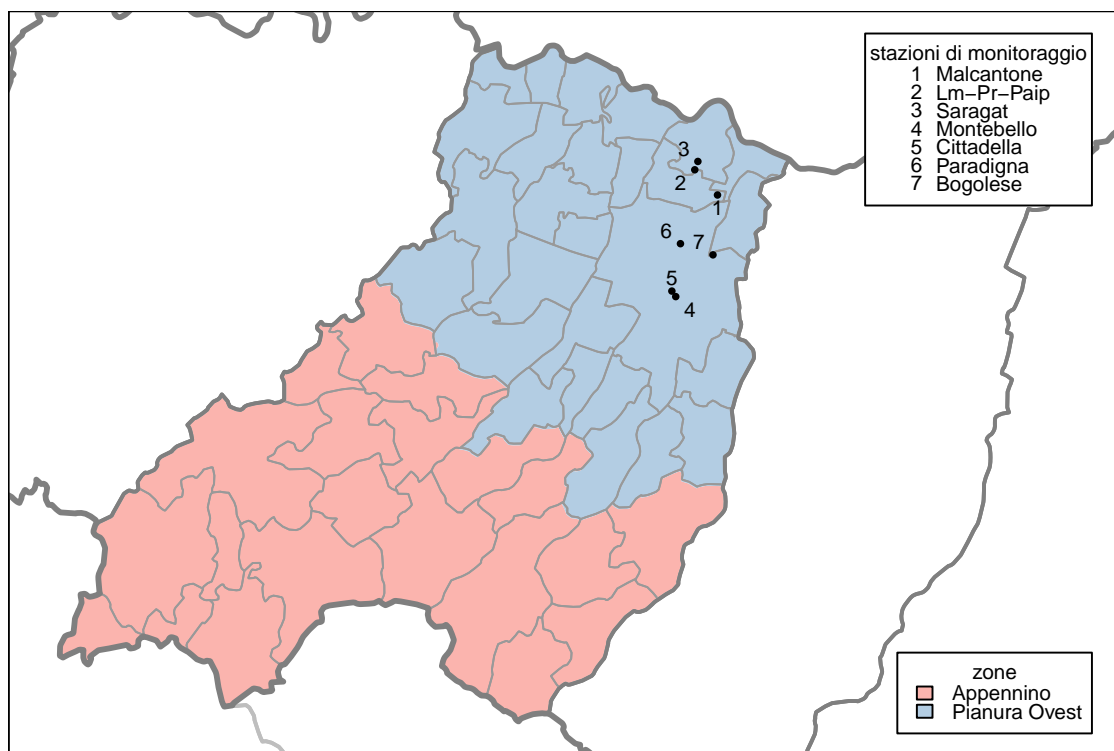 stazioni di monitoraggio
1 Malcantone
2 Lm−Pr−Paip
3 Saragat
4 Montebello
5 Cittadella
6 Paradigna
7 Bogolese
3
2
1
6
7
5
4
zone
Appennino
Pianura Ovest